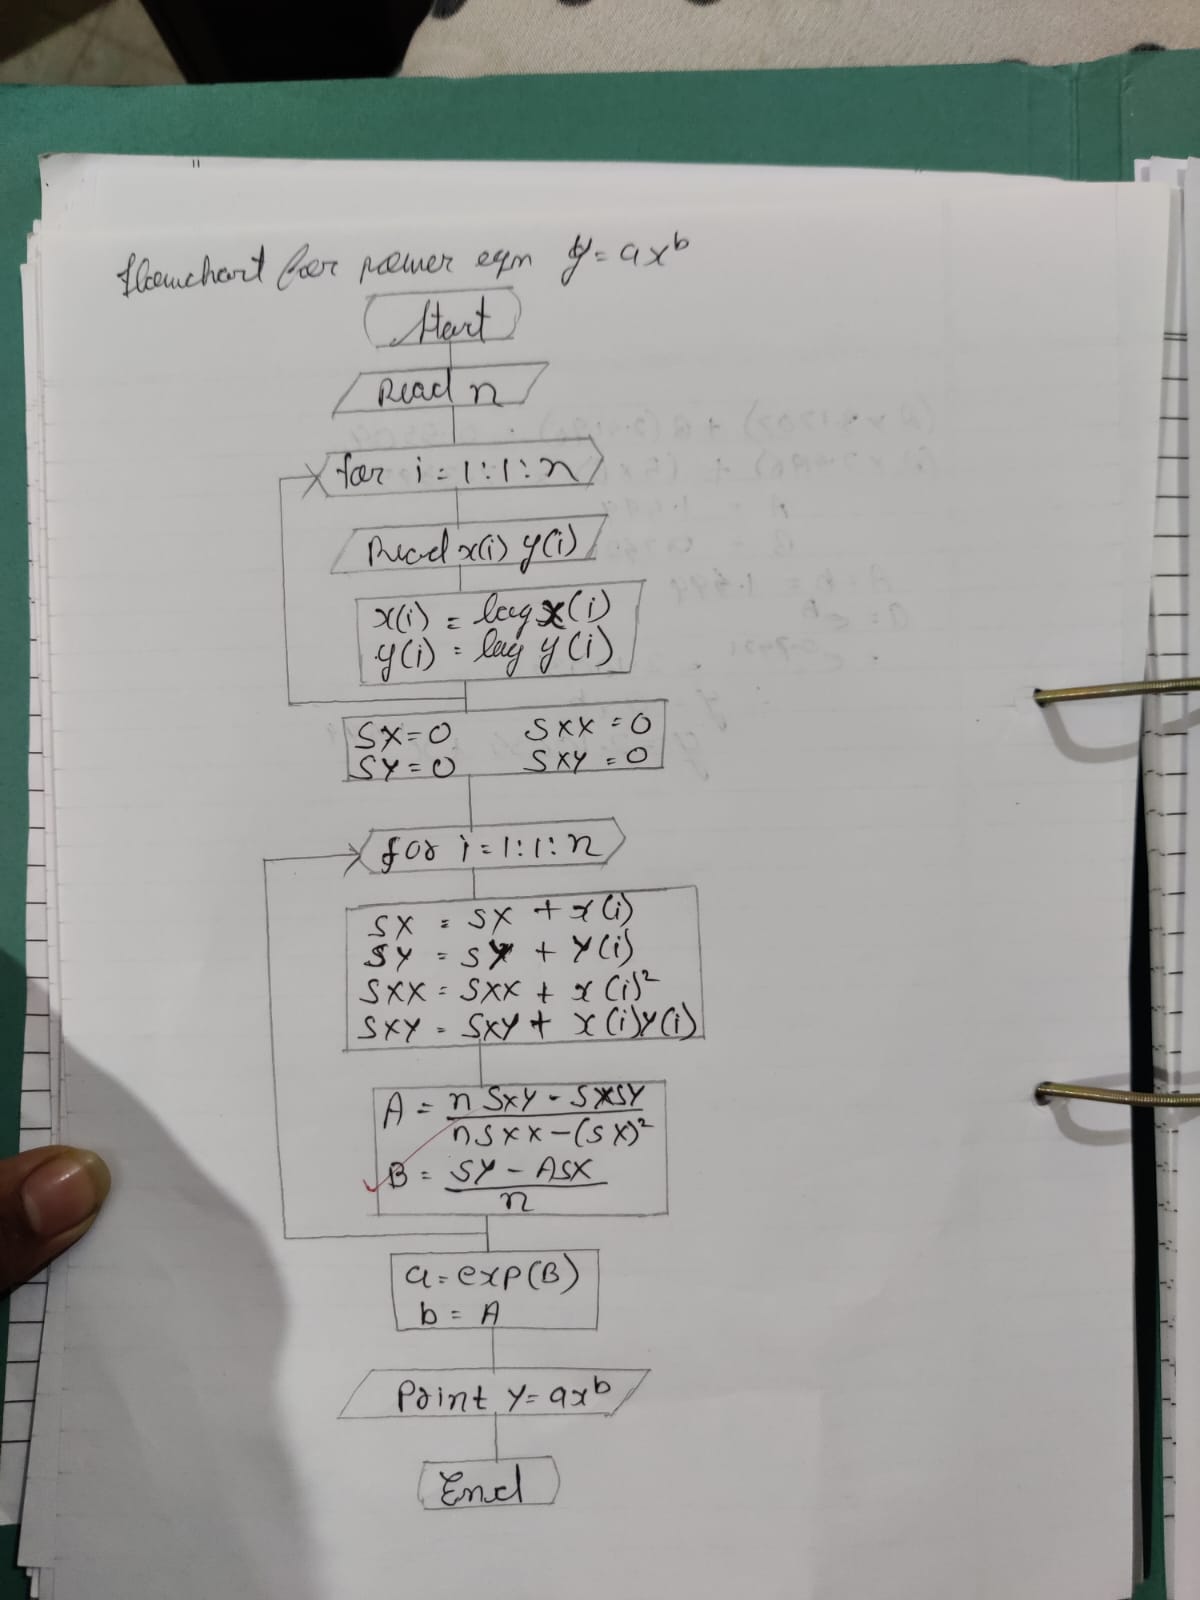 flowchart for power eqn y = ax^b
Start
Read n
for i = 1:1:n
Read x(i) y(i)
x(i) = log x(i)
y(i) = log y(i)
SX=0 SXX = 0
SY=0 SXY = 0
for i=1:1:n
SX = SX + x(i)
SY = SY + Y(i)
SXX = SXX + x(i)²
SXY = SXY + x(i)Y(i)
A = n SXY - SXSY
nSXX-(SX)²
B = SY - ASX
n
a = exp(B)
b = A
Print Y= ax^b
End